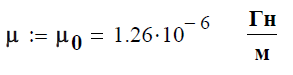 μ := μ₀ = 1.26·10⁻⁶ Гн/м